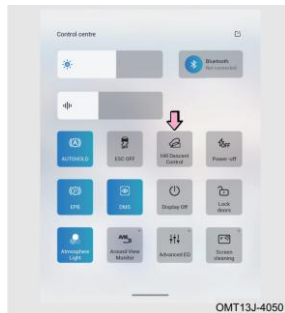 Control centre
Bluetooth
Not connected
AUTOHOLD
ESC OFF
Hill Descent
Control
Power-off
EPB
DMS
Display Off
Lock
doors
Atmosphere
Light
Around View
Monitor
Advanced EQ
Screen
cleaning
OMT13J-4050